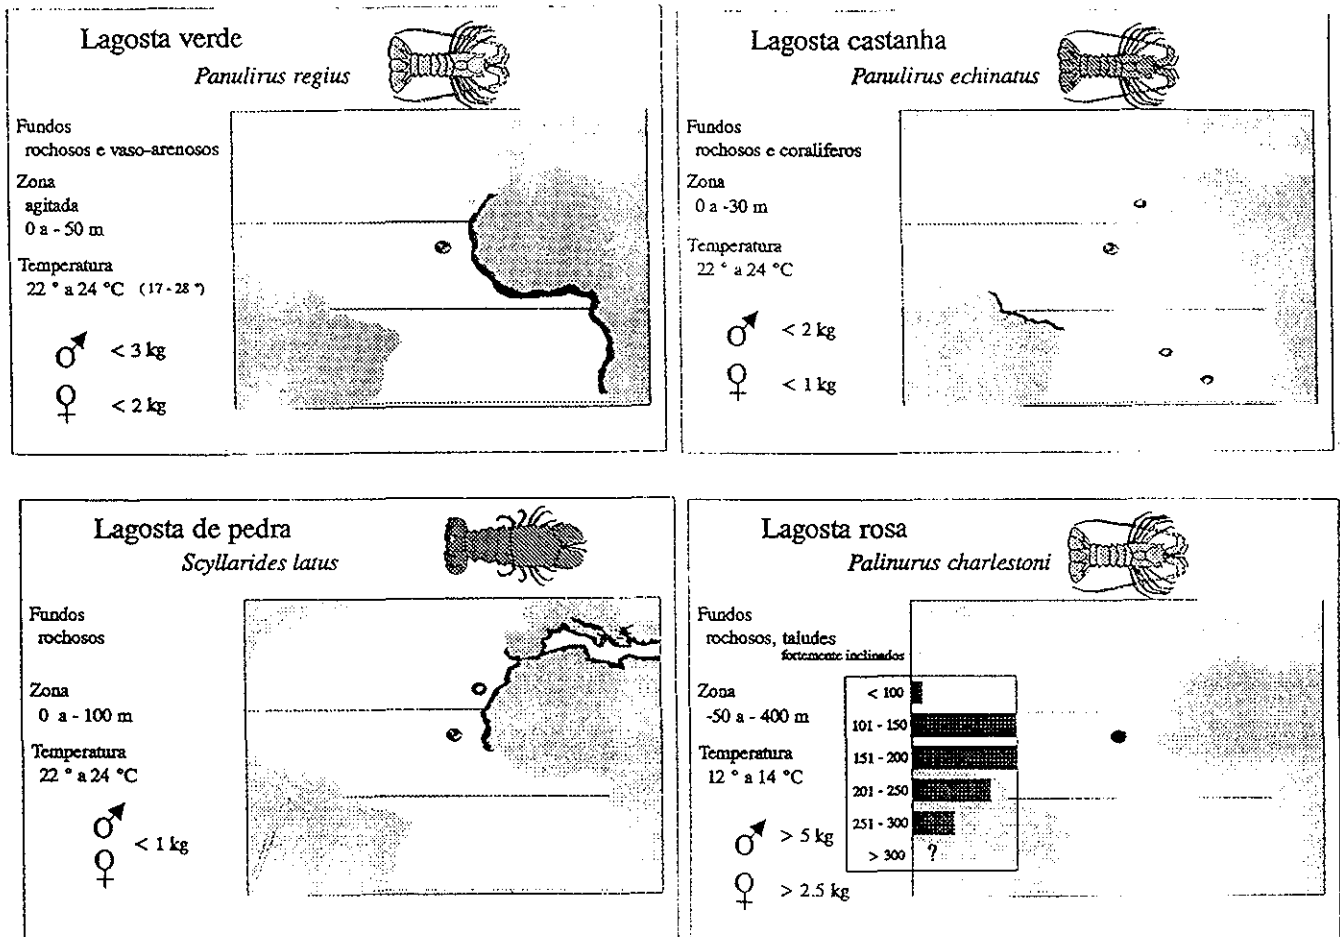 Lagosta verde
Panulirus regius
Fundos
rochosos e vaso-arenosos
Zona
agitada
0 a - 50 m
Temperatura
22 ° a 24 °C (17 - 28 °)
♂ < 3 kg
♀ < 2 kg
Lagosta castanha
Panulirus echinatus
Fundos
rochosos e coralíferos
Zona
0 a -30 m
Temperatura
22 ° a 24 °C
♂ < 2 kg
♀ < 1 kg
Lagosta de pedra
Scyllarides latus
Fundos
rochosos
Zona
0 a - 100 m
Temperatura
22 ° a 24 °C
♂
♀ < 1 kg
Lagosta rosa
Palinurus charlestoni
Fundos
rochosos, taludes
fortemente inclinados
Zona
-50 a - 400 m
Temperatura
12 ° a 14 °C
♂ > 5 kg
♀ > 2.5 kg
< 100
101 - 150
151 - 200
201 - 250
251 - 300
> 300 ?